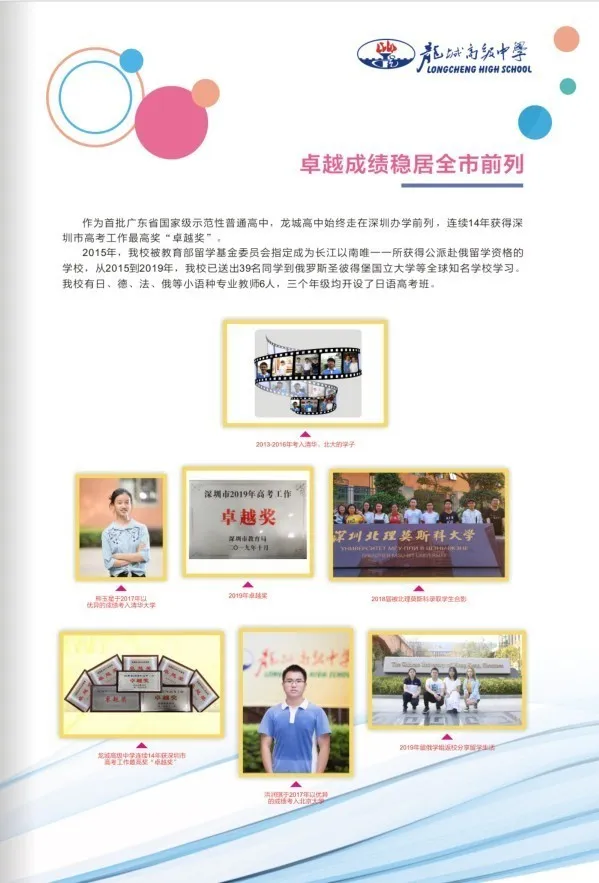 龍城高级中學
LONGCHENG HIGH SCHOOL
卓越成绩稳居全市前列
作为首批广东省国家级示范性普通高中，龙城高中始终走在深圳办学前列，连续14年获得深
圳市高考工作最高奖“卓越奖”。
2015年，我校被教育部留学基金委员会指定成为长江以南唯一一所获得公派赴俄留学资格的
学校，从2015到2019年，我校已送出39名同学到俄罗斯圣彼得堡国立大学等全球知名学校学习。
我校有日、德、法、俄等小语种专业教师6人，三个年级均开设了日语高考班。
2013-2016年考入清华、北大的学子
深圳市2019年高考工作
卓越奖
深圳市教育局
二〇一九年十月
深圳北理莫斯科大学
于2017年以
优异的成绩考入清华大学
2019年卓越奖
2018届被北理莫斯科录取学生合影
卓越奖
龍城高级中學
LONGCHENG HIGH SCHOOL
龙城高级中学连续14年获深圳市
高考工作最高奖“卓越奖”
2019年留俄学姐返校分享留学生活
于2017年以优异
的成绩考入北京大学